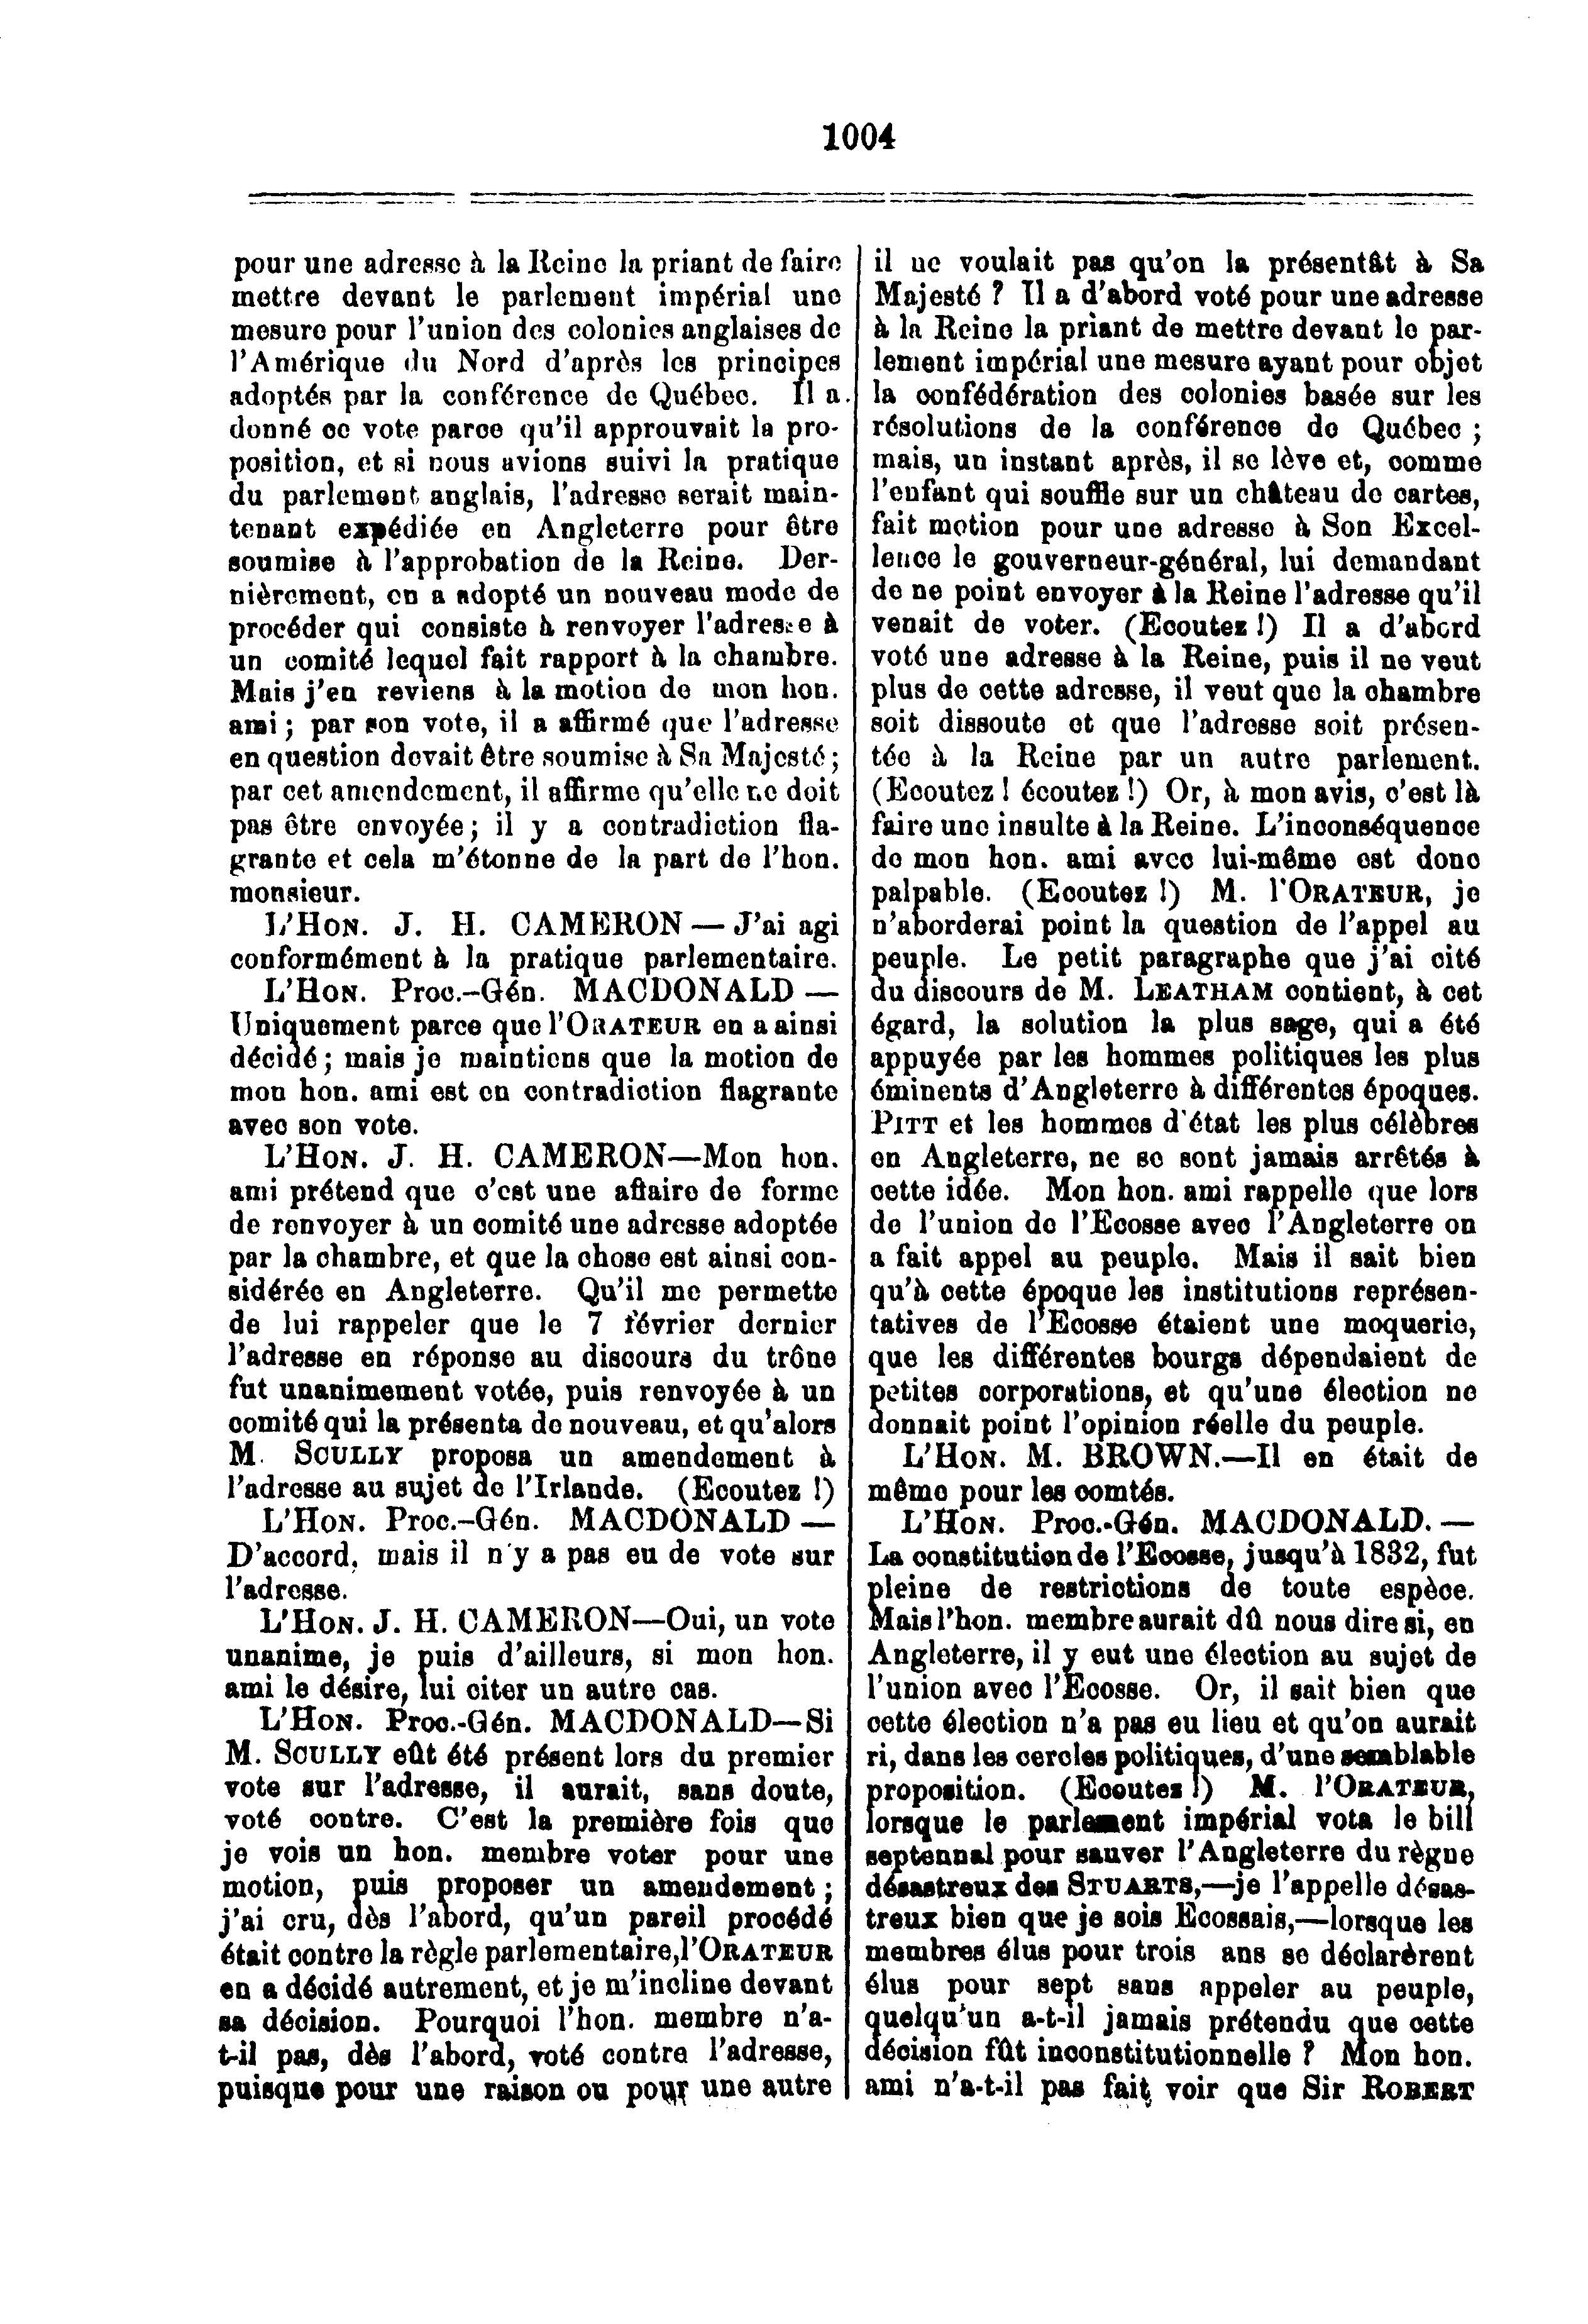 1004
pour une adresse à la Reine la priant de faire
mettre devant le parlement impérial une
mesure pour l'union des colonies anglaises de
l'Amérique du Nord d'après les principes
adoptés par la conférence de Québec. Il a
donné ce vote parce qu'il approuvait la pro-
position, et si nous avions suivi la pratique
du parlement anglais, l'adresse serait main-
tenant expédiée en Angleterre pour être
soumise à l'approbation de la Reine. Der-
nièrement, on a adopté un nouveau mode de
procéder qui consiste à renvoyer l'adresse à
un comité lequel fait rapport à la chambre.
Mais j'en reviens à la motion de mon hon.
ami ; par son vote, il a affirmé que l'adresse
en question devait être soumise à Sa Majesté ;
par cet amendement, il affirme qu'elle ne doit
pas être envoyée ; il y a contradiction fla-
grante et cela m'étonne de la part de l'hon.
monsieur.
L'HON. J. H. CAMERON — J'ai agi
conformément à la pratique parlementaire.
L'HON. Proc.-Gén. MACDONALD —
Uniquement parce que l'ORATEUR en a ainsi
décidé ; mais je maintiens que la motion de
mon hon. ami est en contradiction flagrante
avec son vote.
L'HON. J. H. CAMERON—Mon hon.
ami prétend que c'est une affaire de forme
de renvoyer à un comité une adresse adoptée
par la chambre, et que la chose est ainsi con-
sidérée en Angleterre. Qu'il me permette
de lui rappeler que le 7 février dernier
l'adresse en réponse au discours du trône
fut unanimement votée, puis renvoyée à un
comité qui la présenta de nouveau, et qu'alors
M. SCULLY proposa un amendement à
l'adresse au sujet de l'Irlande. (Ecoutez !)
L'HON. Proc.-Gén. MACDONALD —
D'accord, mais il n'y a pas eu de vote sur
l'adresse.
L'HON. J. H. CAMERON—Oui, un vote
unanime, je puis d'ailleurs, si mon hon.
ami le désire, lui citer un autre cas.
L'HON. Proc.-Gén. MACDONALD—Si
M. SCULLY eût été présent lors du premier
vote sur l'adresse, il aurait, sans doute,
voté contre. C'est la première fois que
je vois un hon. membre voter pour une
motion, puis proposer un amendement ;
j'ai cru, dès l'abord, qu'un pareil procédé
était contre la règle parlementaire, l'ORATEUR
en a décidé autrement, et je m'incline devant
sa décision. Pourquoi l'hon. membre n'a-
t-il pas, dès l'abord, voté contre l'adresse,
puisque pour une raison ou pour une autre
il ne voulait pas qu'on la présentât à Sa
Majesté ? Il a d'abord voté pour une adresse
à la Reine la priant de mettre devant le par-
lement impérial une mesure ayant pour objet
la confédération des colonies basée sur les
résolutions de la conférence de Québec ;
mais, un instant après, il se lève et, comme
l'enfant qui souffle sur un château de cartes,
fait motion pour une adresse à Son Excel-
lence le gouverneur-général, lui demandant
de ne point envoyer à la Reine l'adresse qu'il
venait de voter. (Ecoutez !) Il a d'abord
voté une adresse à la Reine, puis il ne veut
plus de cette adresse, il veut que la chambre
soit dissoute et que l'adresse soit présen-
tée à la Reine par un autre parlement.
(Ecoutez ! écoutez !) Or, à mon avis, c'est là
faire une insulte à la Reine. L'inconséquence
de mon hon. ami avec lui-même est donc
palpable. (Ecoutez !) M. l'ORATEUR, je
n'aborderai point la question de l'appel au
peuple. Le petit paragraphe que j'ai cité
du discours de M. LEATHAM contient, à cet
égard, la solution la plus sage, qui a été
appuyée par les hommes politiques les plus
éminents d'Angleterre à différentes époques.
PITT et les hommes d'état les plus célèbres
en Angleterre, ne se sont jamais arrêtés à
cette idée. Mon hon. ami rappelle que lors
de l'union de l'Ecosse avec l'Angleterre on
a fait appel au peuple. Mais il sait bien
qu'à cette époque les institutions représen-
tatives de l'Ecosse étaient une moquerie,
que les différentes bourgs dépendaient de
petites corporations, et qu'une élection ne
donnait point l'opinion réelle du peuple.
L'HON. M. BROWN.—Il en était de
même pour les comtés.
L'HON. Proc.-Gén. MACDONALD. —
La constitution de l'Ecosse, jusqu'à 1832, fut
pleine de restrictions de toute espèce.
Mais l'hon. membre aurait dû nous dire si, en
Angleterre, il y eut une élection au sujet de
l'union avec l'Ecosse. Or, il sait bien que
cette élection n'a pas eu lieu et qu'on aurait
ri, dans les cercles politiques, d'une semblable
proposition. (Ecoutez !) M. l'ORATEUR,
lorsque le parlement impérial vota le bill
septennal pour sauver l'Angleterre du règne
désastreux des STUARTS,—je l'appelle désas-
treux bien que je sois Ecossais,—lorsque les
membres élus pour trois ans se déclarèrent
élus pour sept sans appeler au peuple,
quelqu'un a-t-il jamais prétendu que cette
décision fût inconstitutionnelle ? Mon hon.
ami n'a-t-il pas fait voir que Sir ROBERT